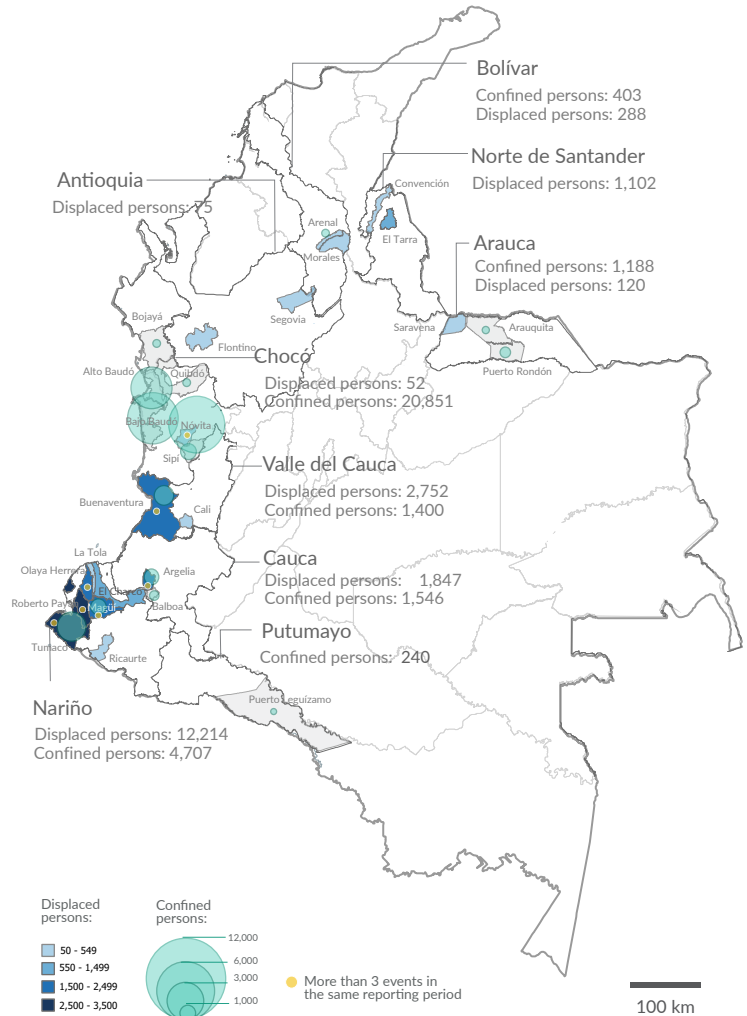 Bolívar
Confined persons: 403
Displaced persons: 288
Norte de Santander
Displaced persons: 1,102
Convención
El Tarra
Antioquia
Displaced persons: 75
Arenal
Morales
Arauca
Confined persons: 1,188
Displaced persons: 120
Segovía
Saravena
Arauquita
Puerto Rondón
Bojayá
Flontino
Chocó
Displaced persons: 52
Confined persons: 20,851
Alto Baudó
Quibdó
Bajo Baudó
Nóvita
Sipí
Valle del Cauca
Displaced persons: 2,752
Confined persons: 1,400
Buenaventura
Cali
La Tola
Olaya Herrera
Argelia
El Charco
Cauca
Displaced persons: 1,847
Confined persons: 1,546
Roberto Payán
Magüí
Balboa
Tumaco
Ricaurte
Putumayo
Confined persons: 240
Puerto Leguízamo
Nariño
Displaced persons: 12,214
Confined persons: 4,707
Displaced
persons:
50 - 549
550 - 1,499
1,500 - 2,499
2,500 - 3,500
Confined
persons:
12,000
6,000
3,000
1,000
More than 3 events in
the same reporting period
100 km